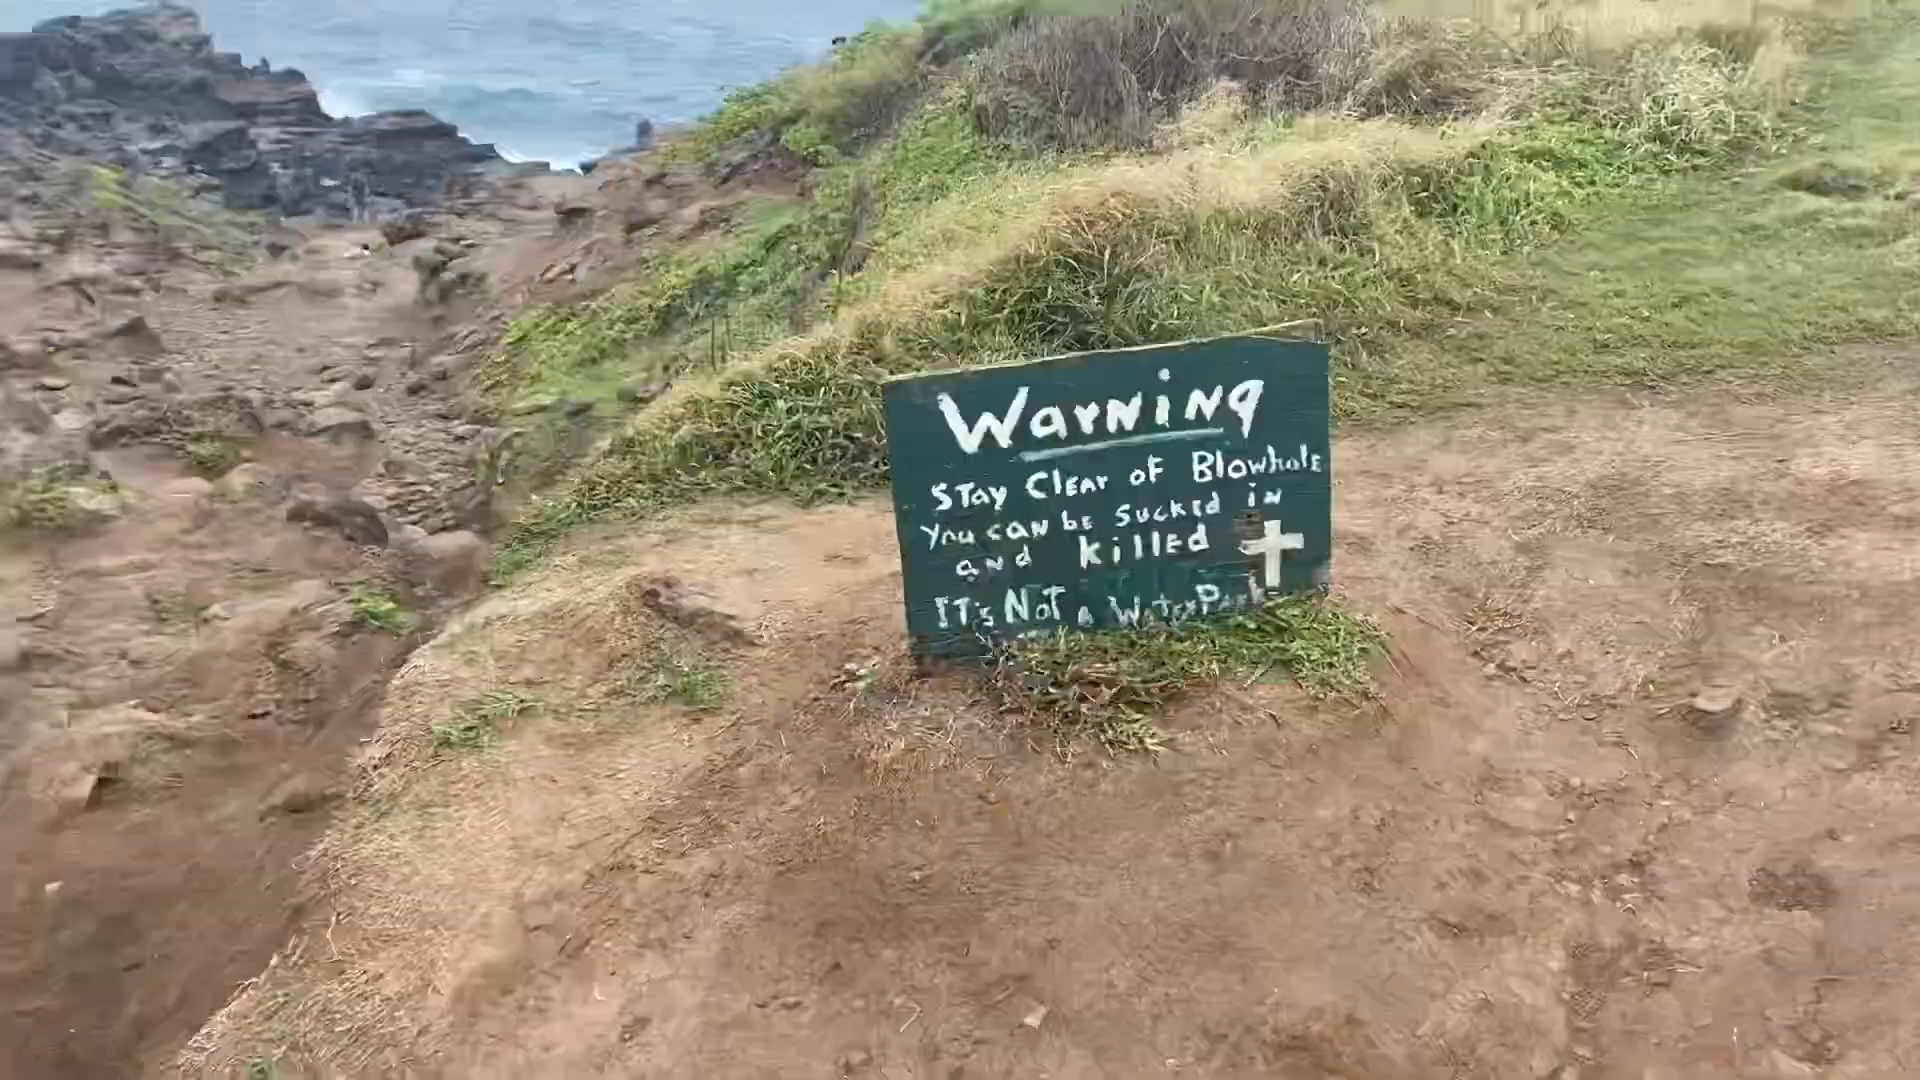 Warning
Stay Clear of Blowhole
You can be sucked in
and killed
IT's Not a WaterPark